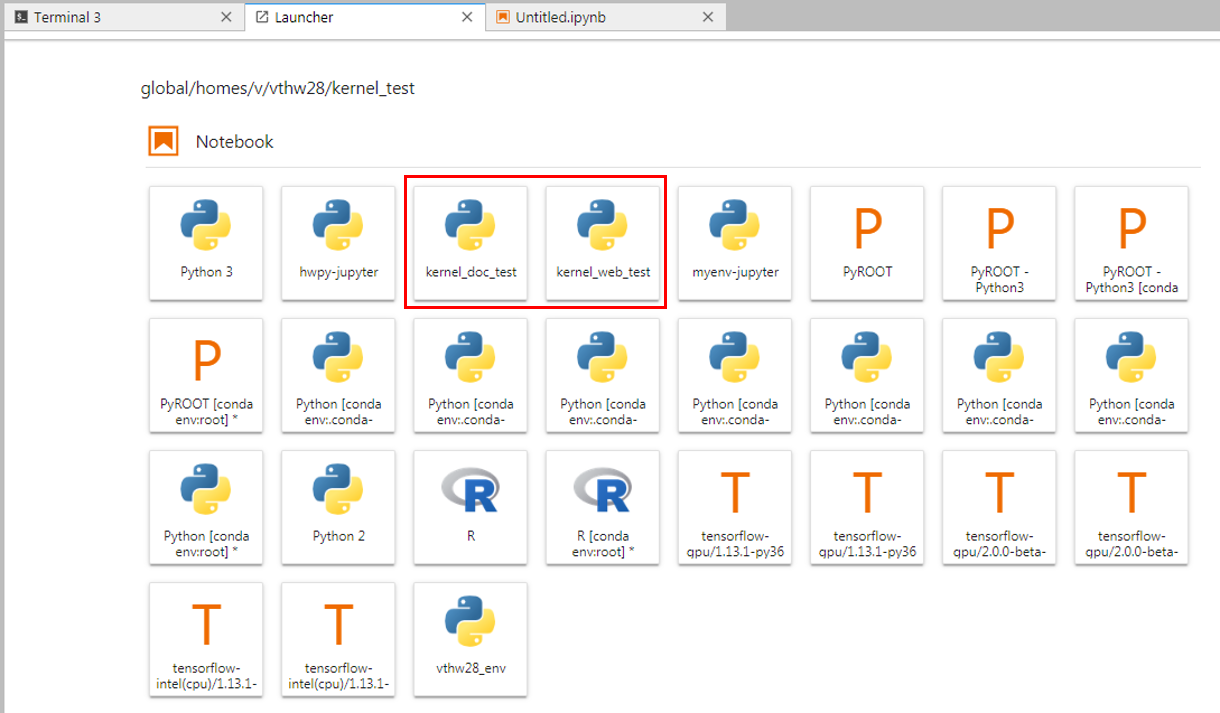 Terminal 3
Launcher
Untitled.ipynb
global/homes/v/vthw28/kernel_test
Notebook
Python 3
hwpy-jupyter
kernel_doc_test
kernel_web_test
myenv-jupyter
P
PyROOT
P
PyROOT -
Python3
P
PyROOT -
Python3 [conda
P
PyROOT [conda
env:root] *
Python [conda
env:.conda-
Python [conda
env:.conda-
Python [conda
env:.conda-
Python [conda
env:.conda-
Python [conda
env:.conda-
Python [conda
env:.conda-
Python [conda
env:.conda-
Python [conda
env:root] *
Python 2
R
R
R
R [conda
env:root] *
T
tensorflow-
gpu/1.13.1-py36
T
tensorflow-
gpu/1.13.1-py36
T
tensorflow-
gpu/2.0.0-beta-
T
tensorflow-
gpu/2.0.0-beta-
T
tensorflow-
intel(cpu)/1.13.1-
T
tensorflow-
intel(cpu)/1.13.1-
vthw28_env